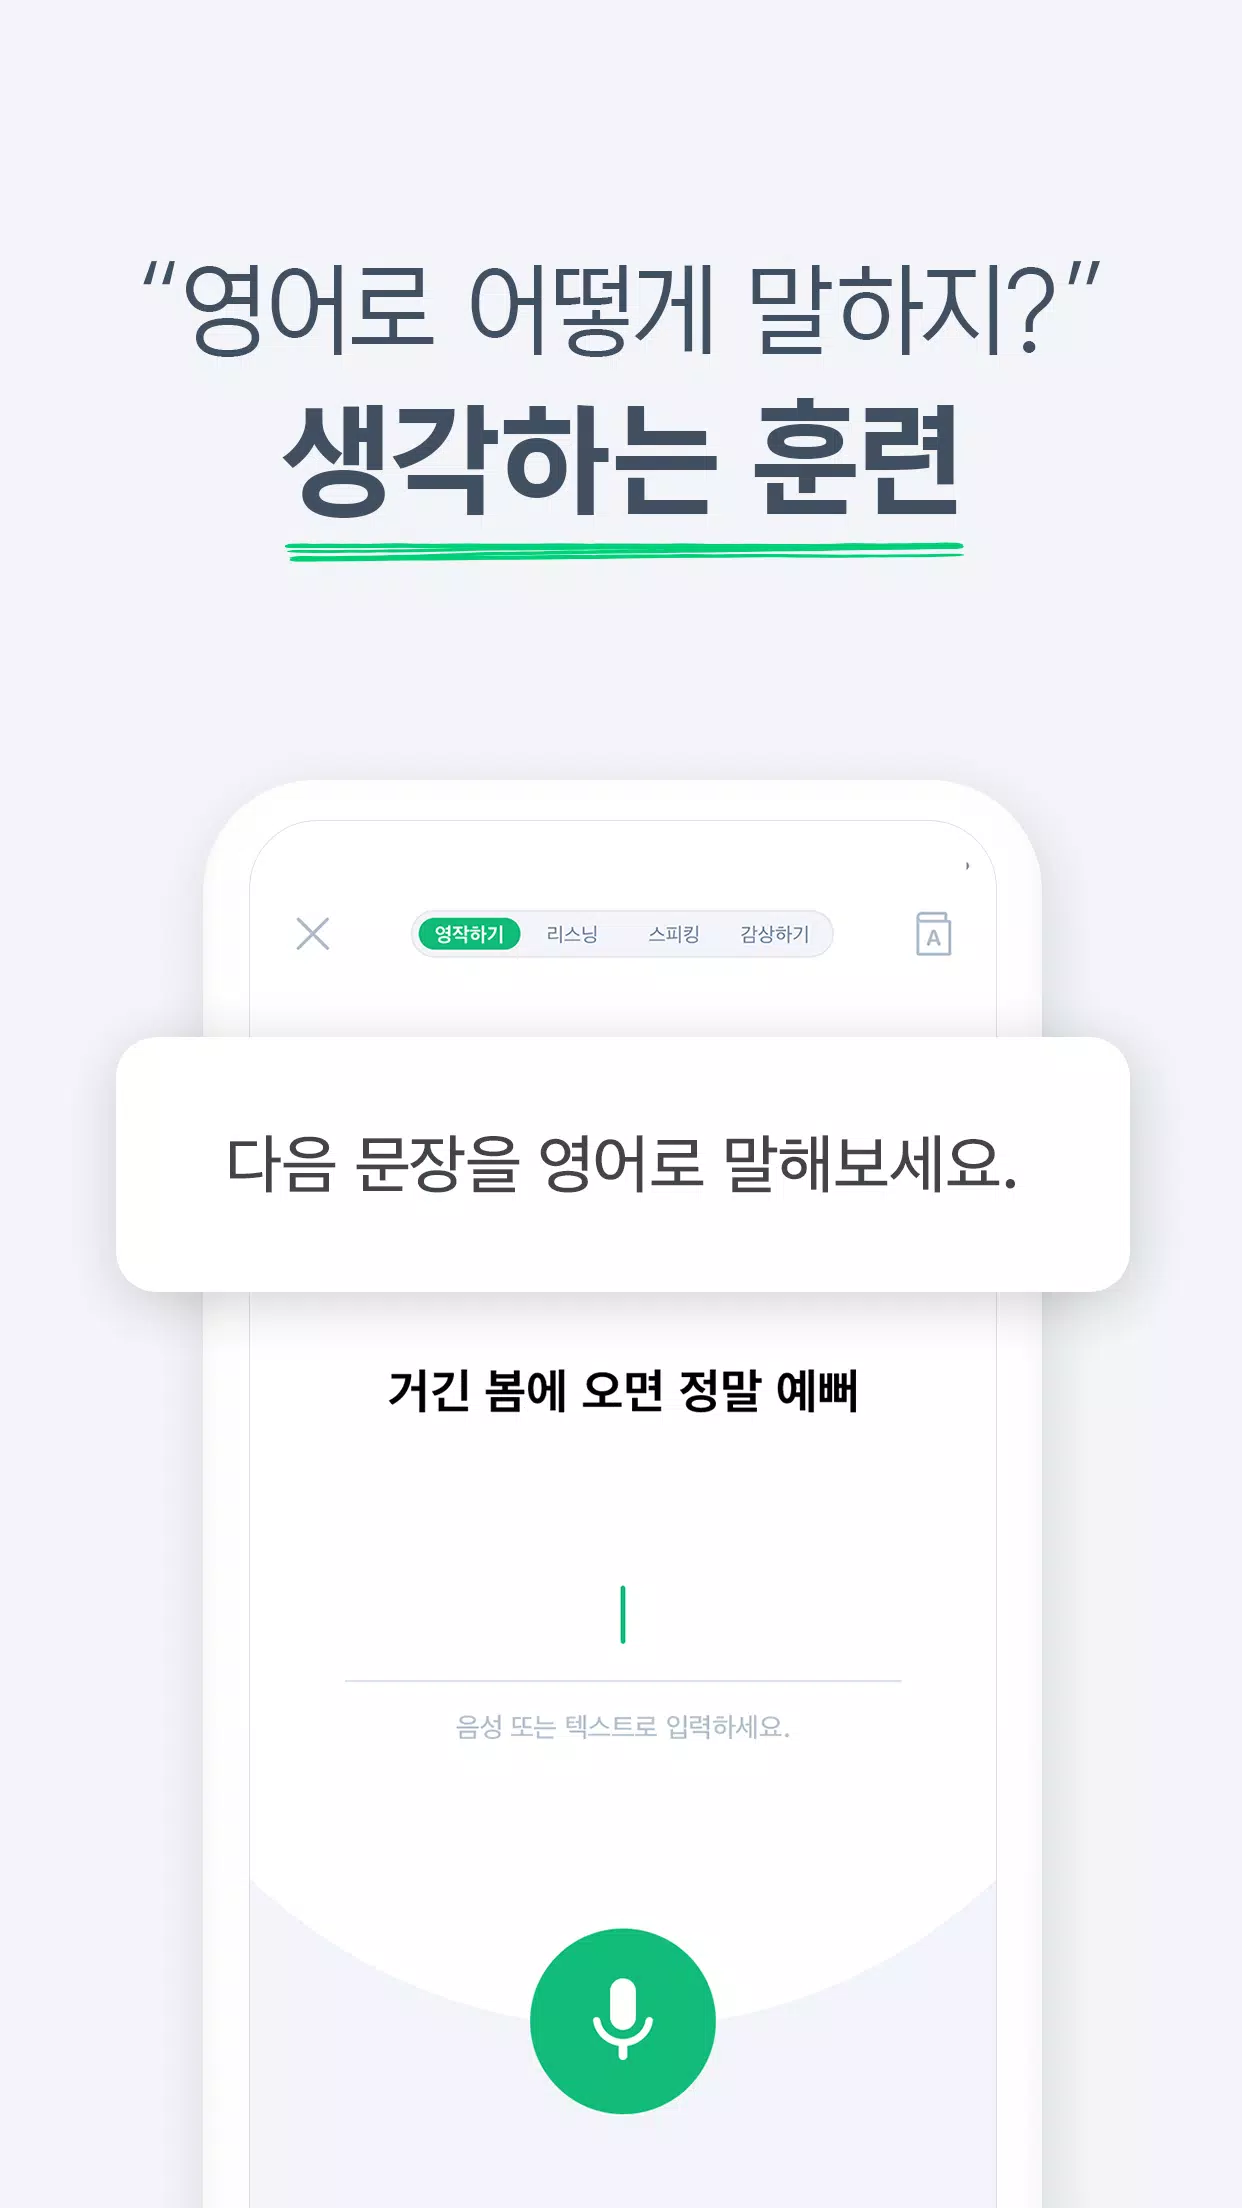 “영어로 어떻게 말하지?”
생각하는 훈련
영작하기 리스닝 스피킹 감상하기
A
다음 문장을 영어로 말해보세요.
거긴 봄에 오면 정말 예뻐
음성 또는 텍스트로 입력하세요.